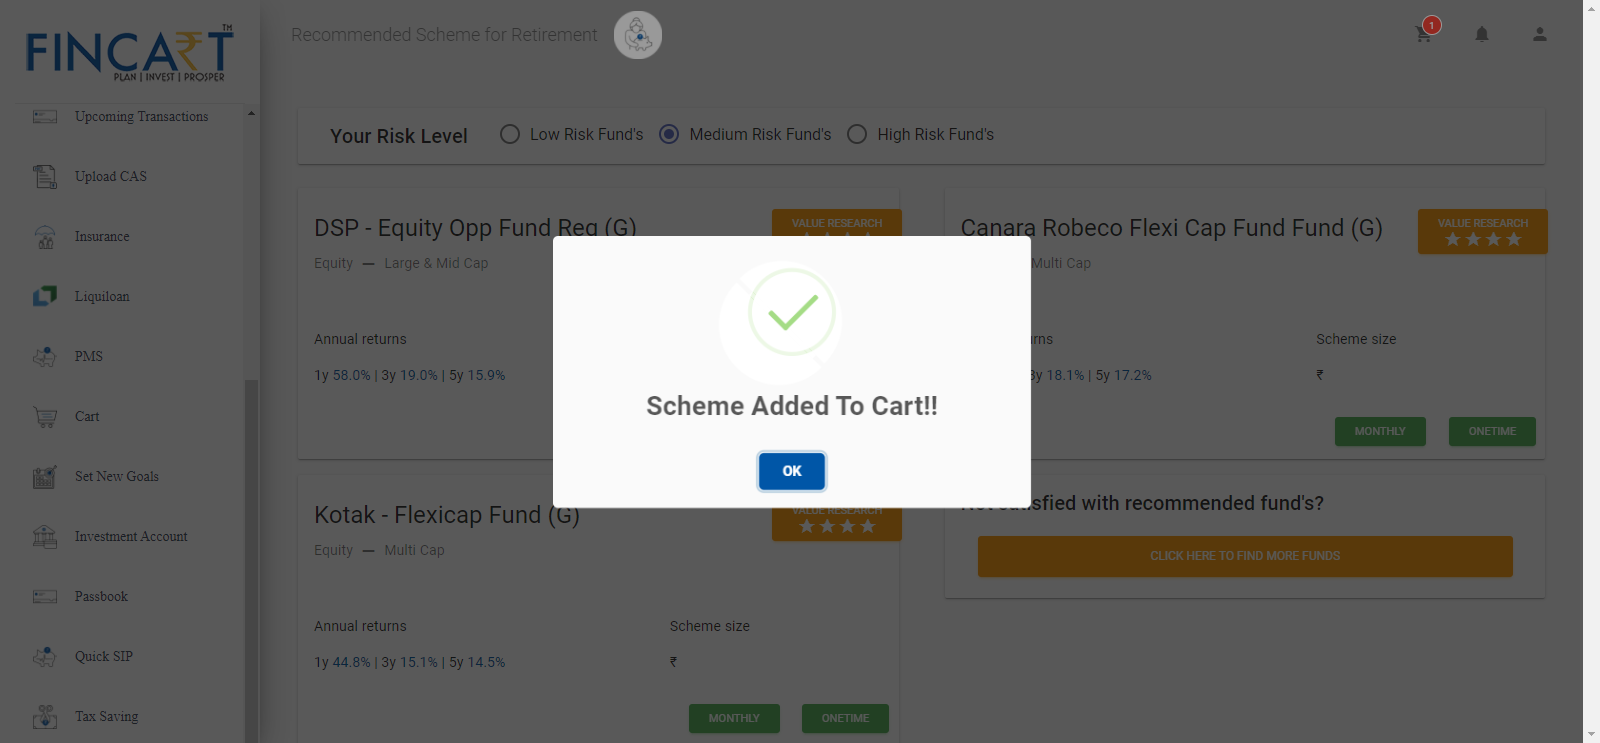 FINCART
TM
PLAN | INVEST | PROSPER
Recommended Scheme for Retirement
1
Upcoming Transactions
Upload CAS
Insurance
Liquiloan
PMS
Cart
Set New Goals
Investment Account
Passbook
Quick SIP
Tax Saving
Your Risk Level
Low Risk Fund's
Medium Risk Fund's
High Risk Fund's
DSP - Equity Opp Fund Reg (G)
VALUE RESEARCH
Equity — Large & Mid Cap
Annual returns
1y 58.0% | 3y 19.0% | 5y 15.9%
Canara Robeco Flexi Cap Fund Fund (G)
VALUE RESEARCH
Multi Cap
Scheme size
3y 18.1% | 5y 17.2%
₹
MONTHLY
ONETIME
Scheme Added To Cart!!
OK
Kotak - Flexicap Fund (G)
VALUE RESEARCH
Equity — Multi Cap
Annual returns
Scheme size
1y 44.8% | 3y 15.1% | 5y 14.5%
₹
MONTHLY
ONETIME
with recommended fund's?
CLICK HERE TO FIND MORE FUNDS